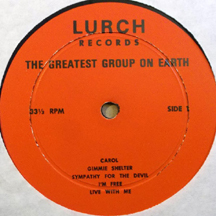 LURCH
RECORDS
THE GREATEST GROUP ON EARTH
33⅓ RPM
SIDE 1
CAROL
GIMMIE SHELTER
SYMPATHY FOR THE DEVIL
I'M FREE
LIVE WITH ME